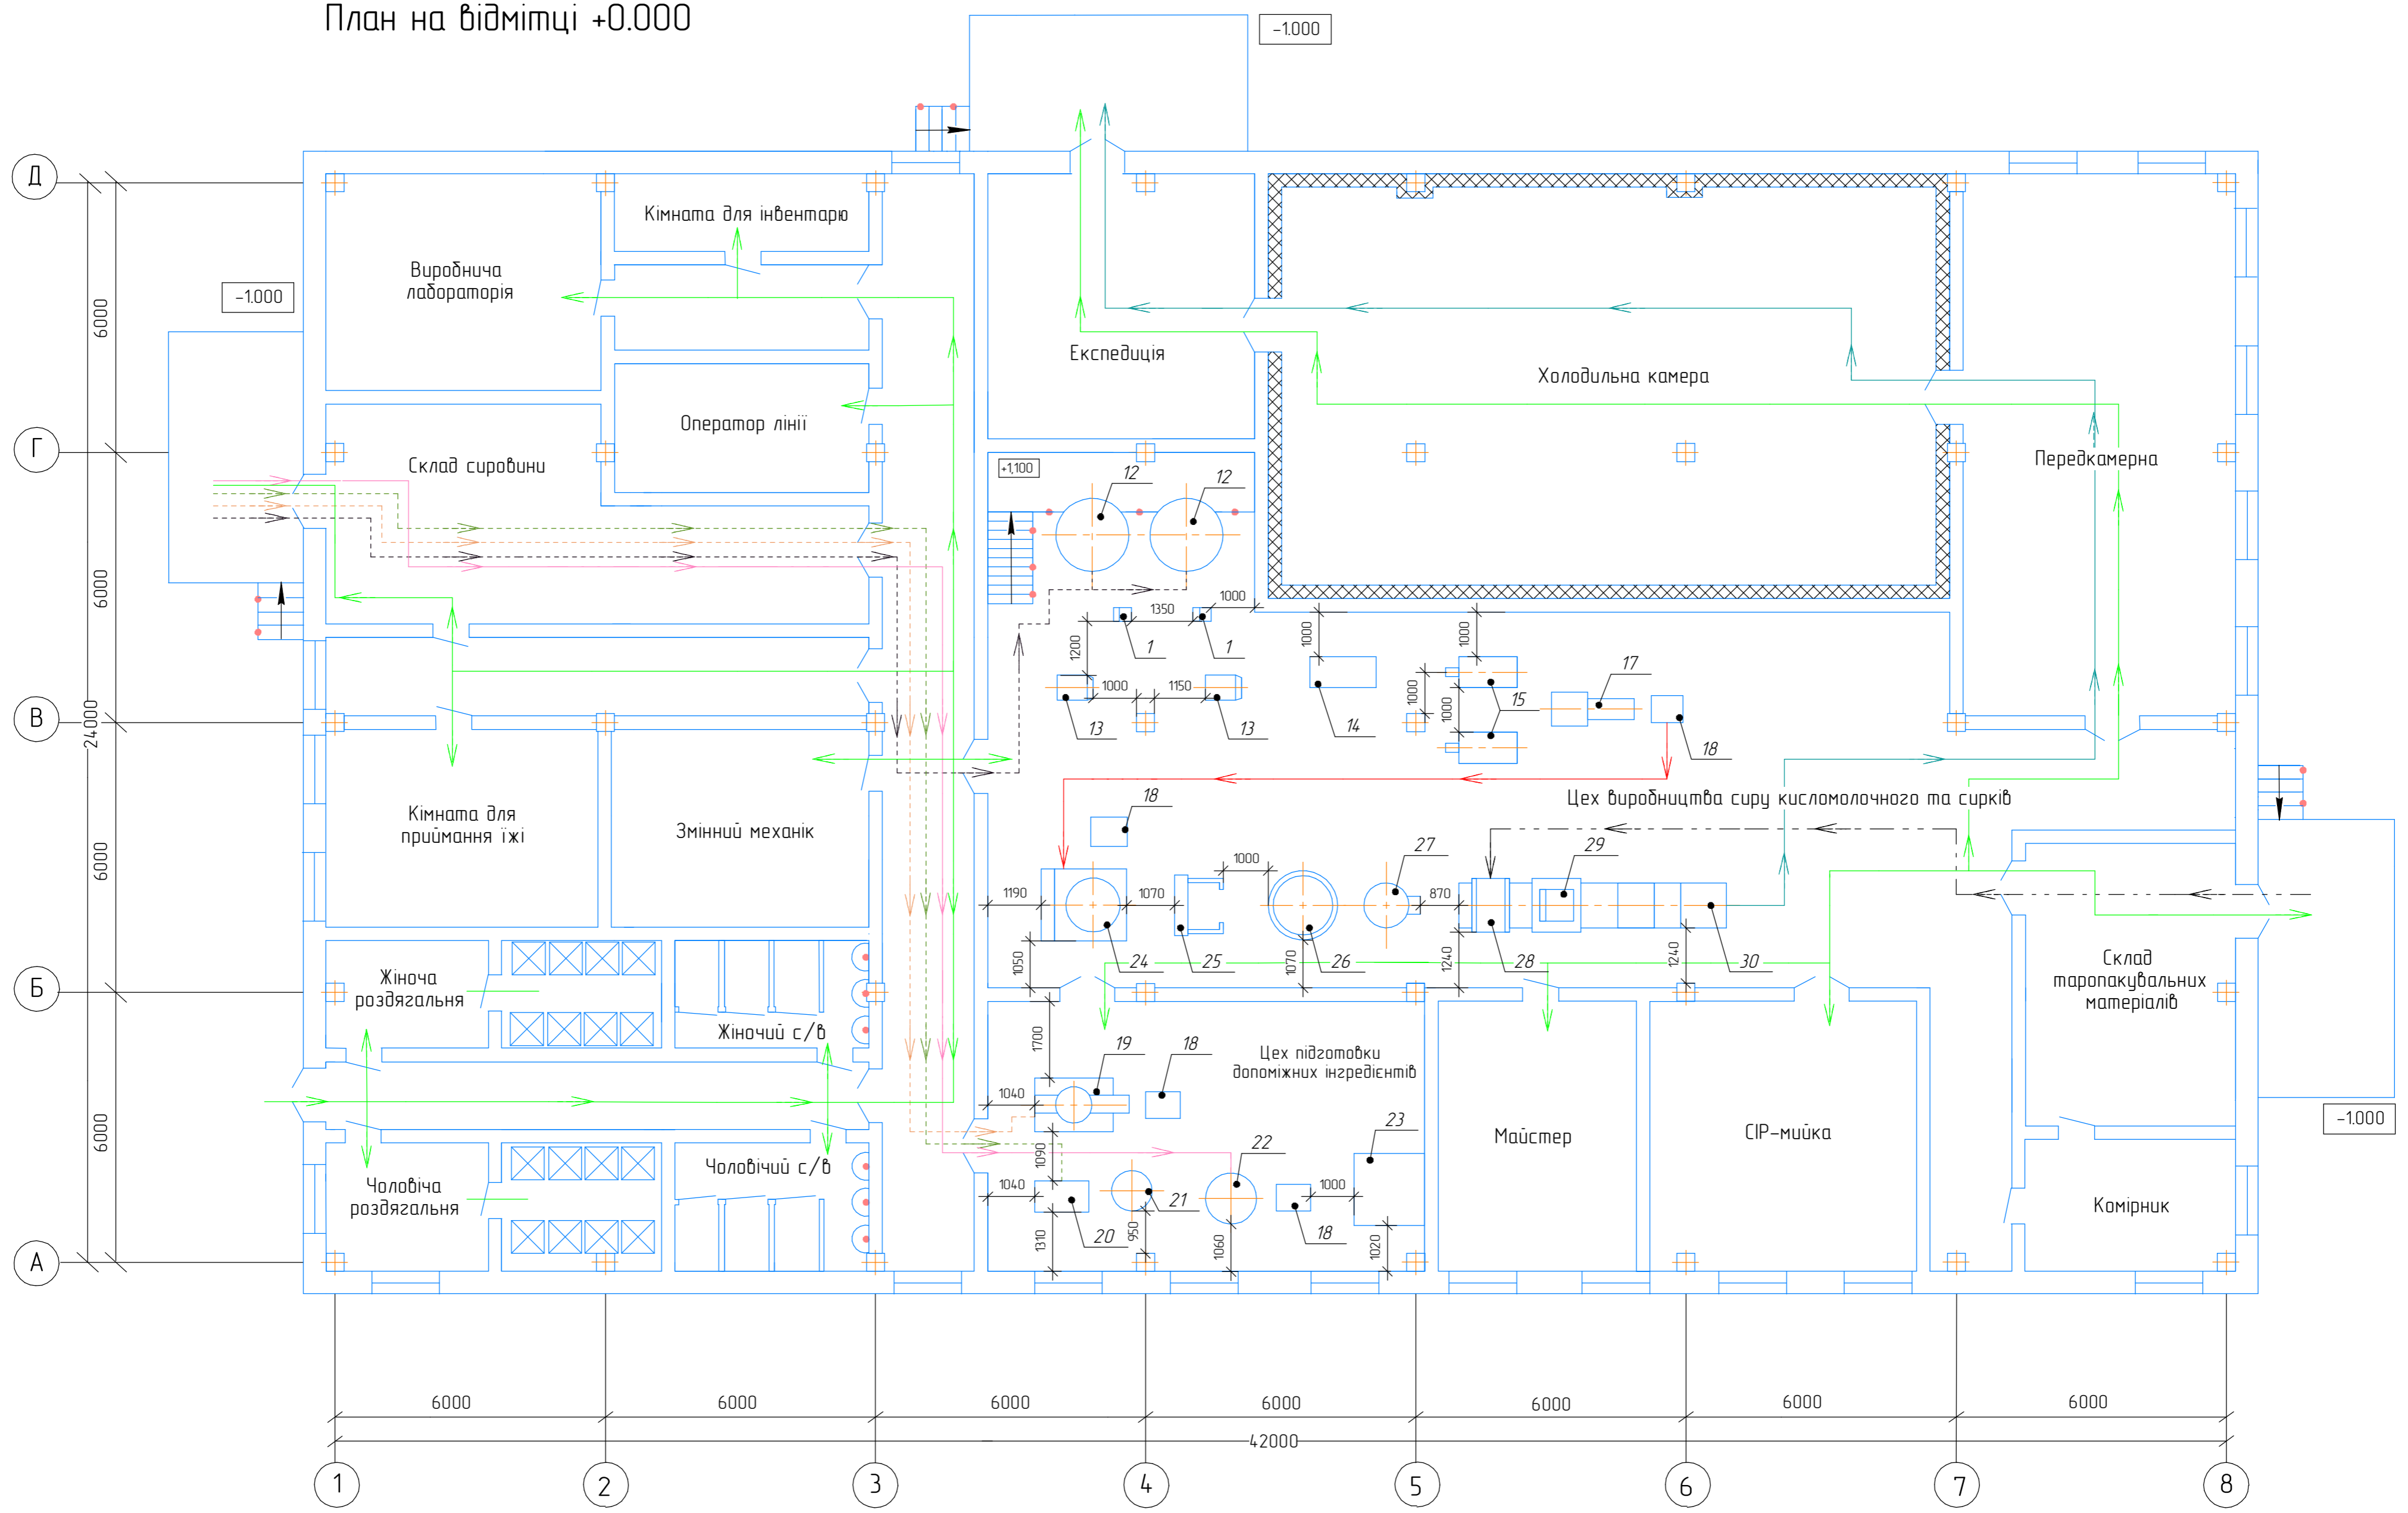 План на відмітці +0.000
-1.000
Д
Кімната для інвентарю
Виробнича
лабораторія
-1.000
6000
Експедиція
Холодильна камера
Оператор лінії
Г
Склад сировини
+1,100
12
12
Передкамерна
6000
1000
1350
1200
1
1
1000
1000
17
1000
1150
1000
1000
15
13
13
14
18
В
24000
Цех виробництва сиру кисломолочного та сирків
Кімната для
приймання їжі
Змінний механік
18
27
29
6000
1190
1070
1000
870
1050
24
25
1070
26
1240
28
1240
30
Склад
таропакувальних
матеріалів
Б
Жіноча
роздягальня
Жіночий с/в
1700
19
18
Цех підготовки
допоміжних інгредієнтів
1040
23
-1.000
6000
Майстер
CIP-мийка
1090
22
Чоловічий с/в
Чоловіча
роздягальня
1040
1000
21
20
1310
950
1060
18
1020
Комірник
А
6000
6000
6000
6000
6000
6000
6000
42000
1
2
3
4
5
6
7
8